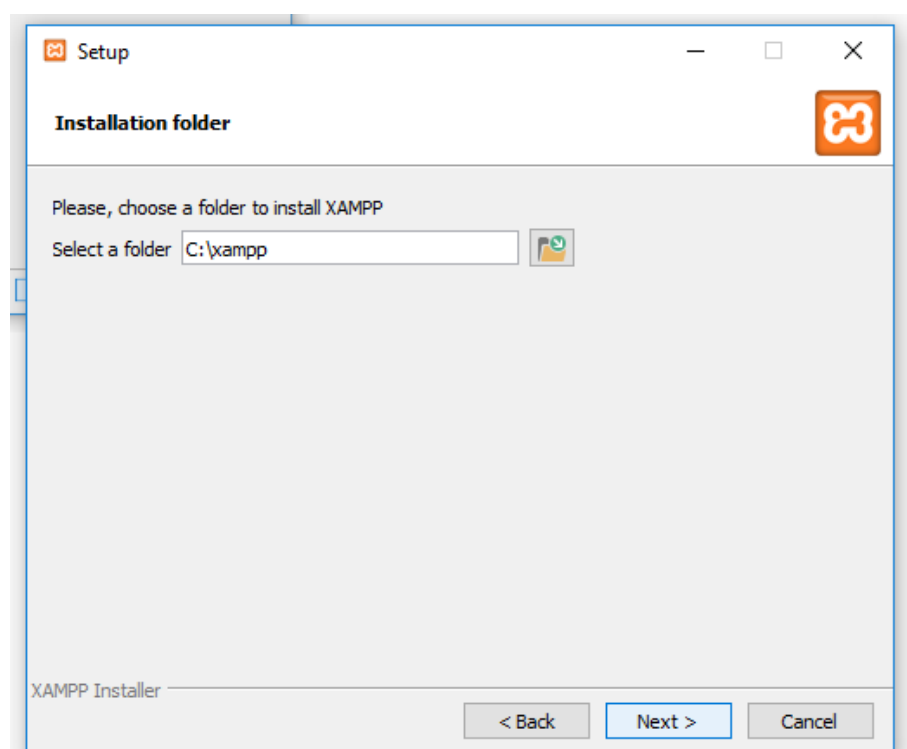 Setup
Installation folder
Please, choose a folder to install XAMPP
Select a folder C:\xampp
XAMPP Installer
< Back Next > Cancel